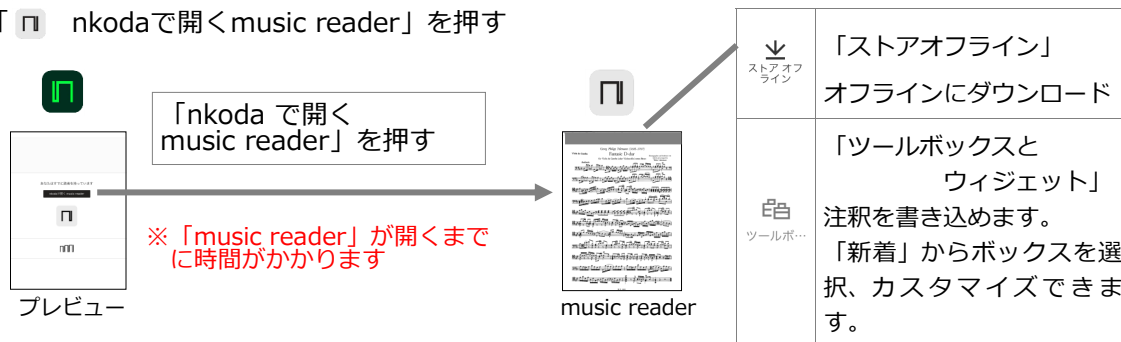 「 nkodaで開くmusic reader」を押す
「nkoda で開く
music reader」を押す
※「music reader」が開くまで
に時間がかかります
プレビュー
music reader
ストア オフ
ライン
「ストアオフライン」
オフラインにダウンロード
ツールボ…
「ツールボックスと
ウィジェット」
注釈を書き込めます。
「新着」からボックスを選
択、カスタマイズできま
す。